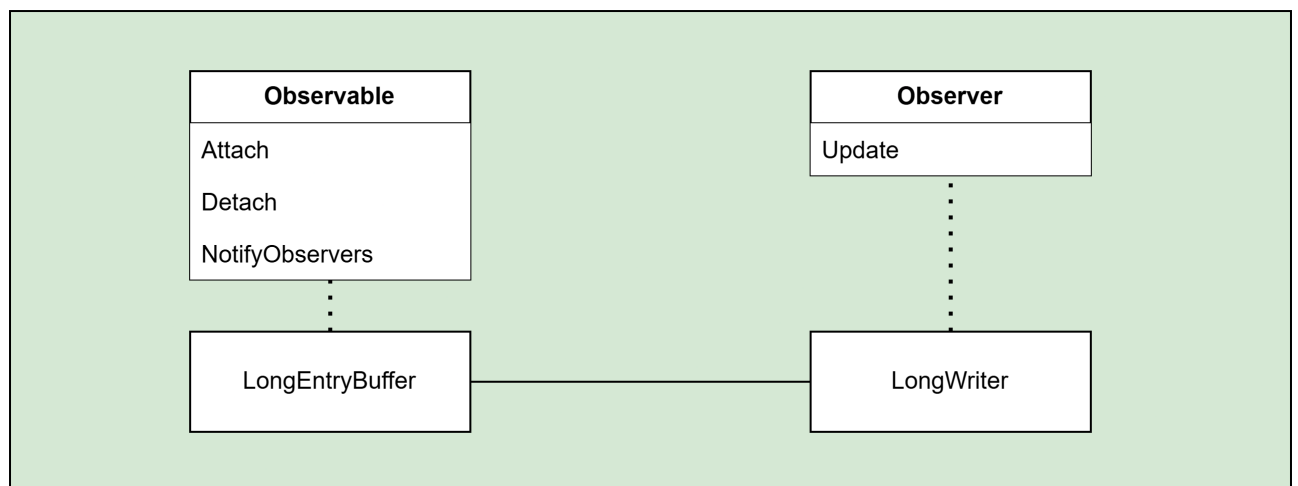 Observable
Attach
Detach
NotifyObservers
Observer
Update
LongEntryBuffer
LongWriter